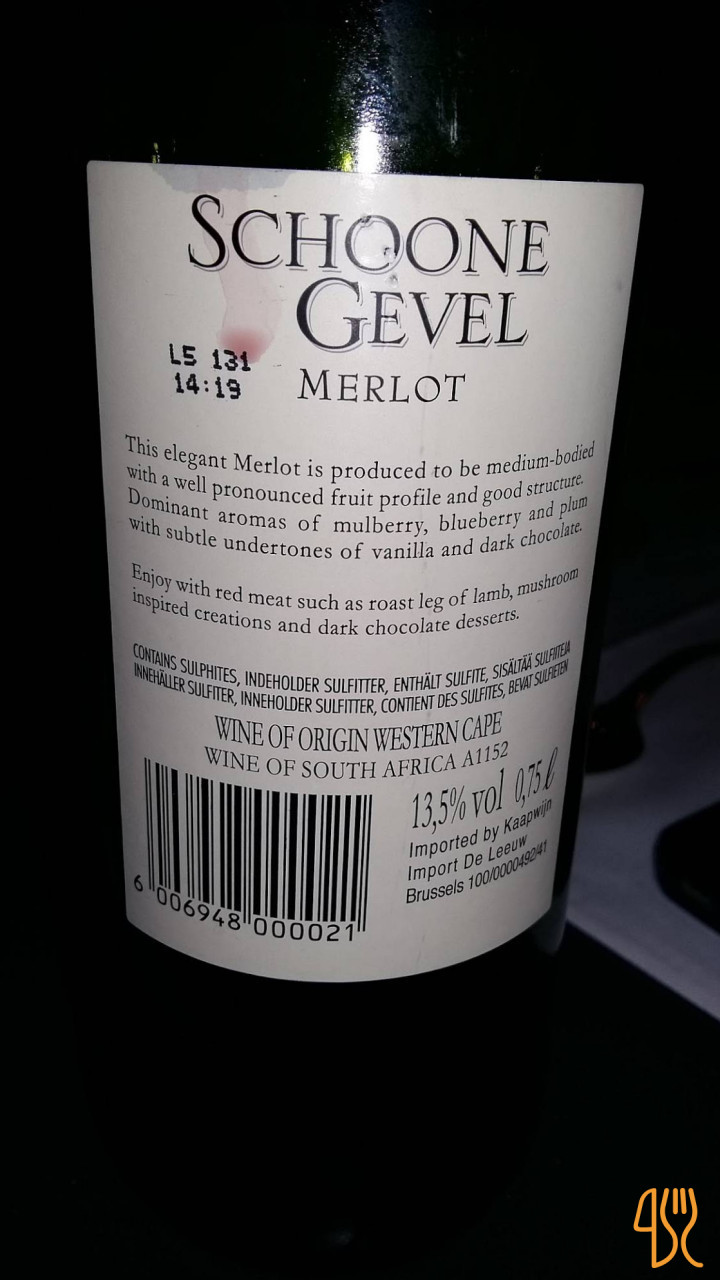 SCHOONE
GEVEL
L5 131
14:19
MERLOT
This elegant Merlot is produced to be medium-bodied
with a well pronounced fruit profile and good structure.
Dominant aromas of mulberry, blueberry and plum
with subtle undertones of vanilla and dark chocolate.
Enjoy with red meat such as roast leg of lamb, mushroom
inspired creations and dark chocolate desserts.
CONTAINS SULPHITES, INDEHOLDER SULFITTER, ENTHÄLT SULFITE, SISÄLTÄÄ SULFIITEJA
INNEHÄLLER SULFITER, INNEHOLDER SULFITTER, CONTIENT DES SULFITES, BEVAT SULFIETEN
WINE OF ORIGIN WESTERN CAPE
WINE OF SOUTH AFRICA A1152
13,5% vol 0,75 ℓ
Imported by Kaapwijn
Import De Leeuw
Brussels 100/0000492/41
6 006948 000021